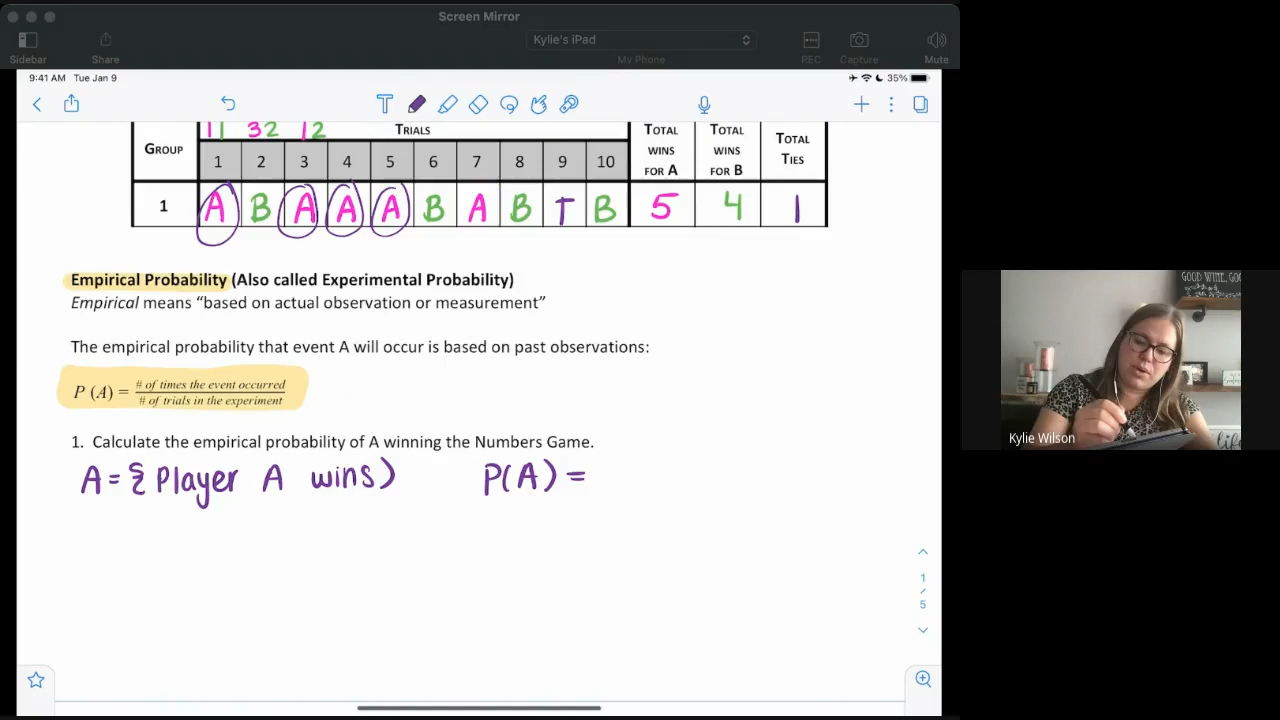 Screen Mirror
Kylie's iPad
Sidebar Share My Phone REC Capture Mute
9:41 AM Tue Jan 9 35%
11 32 12 TRIALS TOTAL WINS FOR A TOTAL WINS FOR B TOTAL TIES
GROUP 1 2 3 4 5 6 7 8 9 10
1 A B A A A B A B T B 5 4 1
Empirical Probability (Also called Experimental Probability)
Empirical means “based on actual observation or measurement”
The empirical probability that event A will occur is based on past observations:
P (A) = # of times the event occurred
# of trials in the experiment
1. Calculate the empirical probability of A winning the Numbers Game.
A = { Player A wins } P(A) =
1
/
5
GOOD WINE, GOOD
life
Kylie Wilson